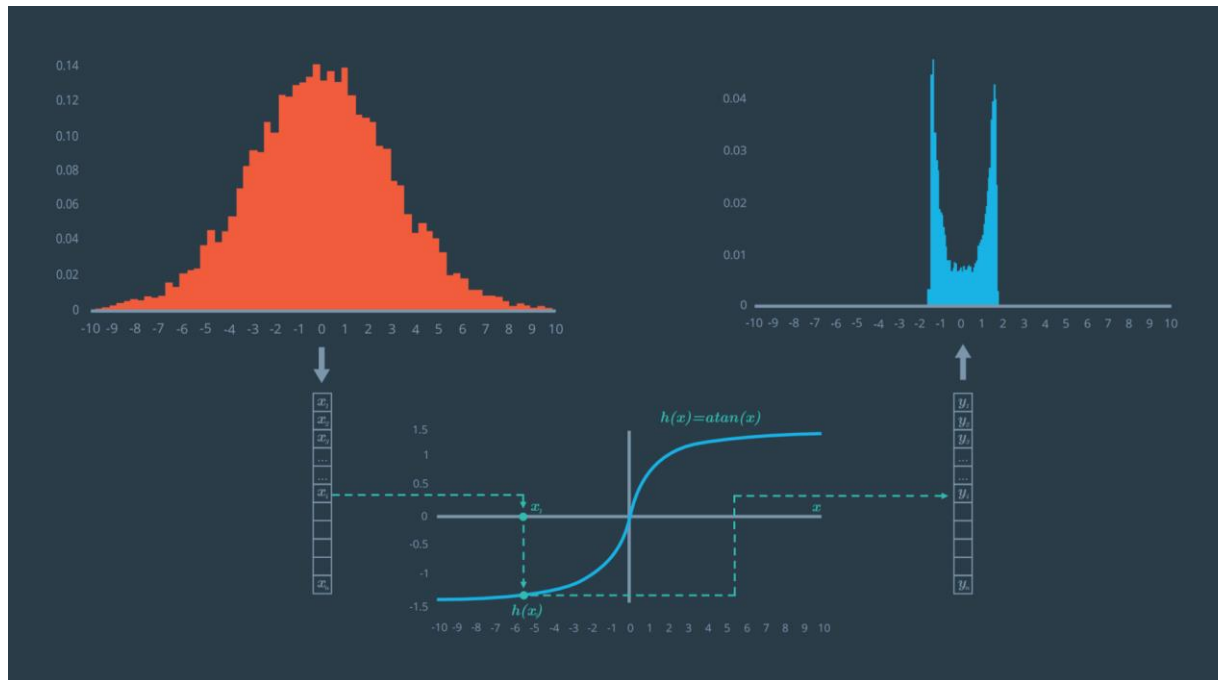 0.14
0.12
0.10
0.08
0.06
0.04
0.02
0
-10 -9 -8 -7 -6 -5 -4 -3 -2 -1 0 1 2 3 4 5 6 7 8 9 10
0.04
0.03
0.02
0.01
0
-10 -9 -8 -7 -6 -5 -4 -3 -2 -1 0 1 2 3 4 5 6 7 8 9 10
x₁
x₂
x₃
...
...
xᵢ
xₙ
h(x)=atan(x)
1.5
1
0.5
0
-0.5
-1
-1.5
xᵢ
x
h(xᵢ)
-10 -9 -8 -7 -6 -5 -4 -3 -2 -1 0 1 2 3 4 5 6 7 8 9 10
y₁
y₂
y₃
...
...
yᵢ
yₙ